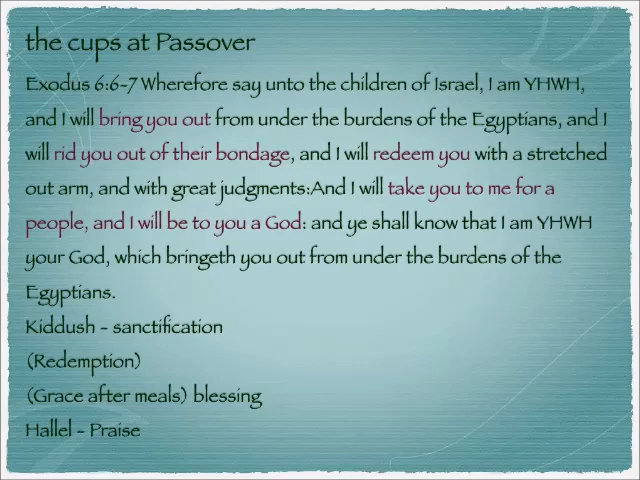 the cups at Passover
Exodus 6:6-7 Wherefore say unto the children of Israel, I am YHWH,
and I will bring you out from under the burdens of the Egyptians, and I
will rid you out of their bondage, and I will redeem you with a stretched
out arm, and with great judgments:And I will take you to me for a
people, and I will be to you a God: and ye shall know that I am YHWH
your God, which bringeth you out from under the burdens of the
Egyptians.
Kiddush - sanctification
(Redemption)
(Grace after meals) blessing
Hallel - Praise